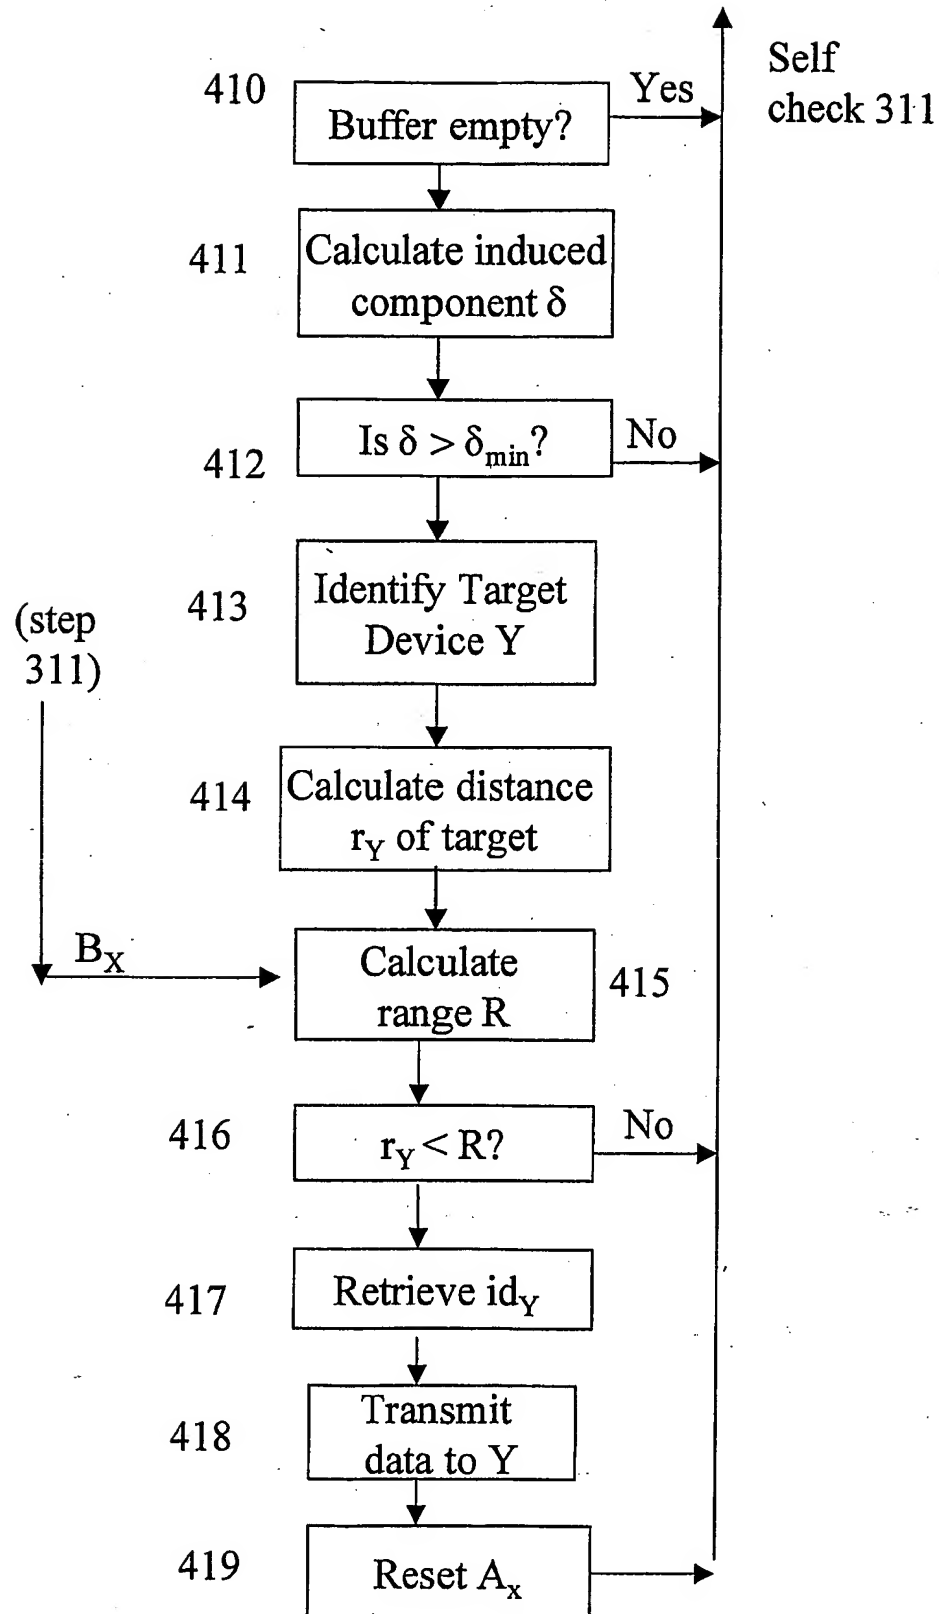 Self
check 311
410
Buffer empty?
Yes
411
Calculate induced
component δ
412
Is δ > δmin?
No
413
Identify Target
Device Y
(step
311)
414
Calculate distance
rY of target
BX
Calculate
range R
415
416
rY < R?
No
417
Retrieve idY
418
Transmit
data to Y
419
Reset Ax